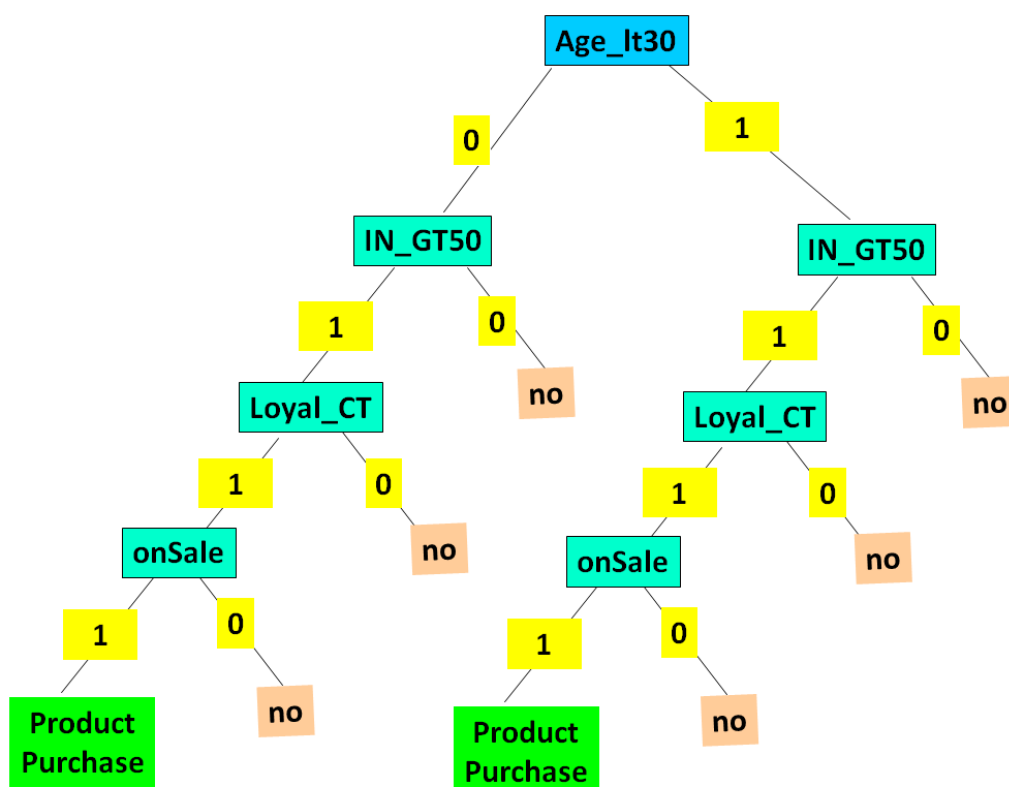 Age_lt30
0
1
IN_GT50
IN_GT50
1
0
1
0
no
no
Loyal_CT
Loyal_CT
1
0
1
0
onSale
no
onSale
no
1
0
1
0
Product
Purchase
no
Product
Purchase
no